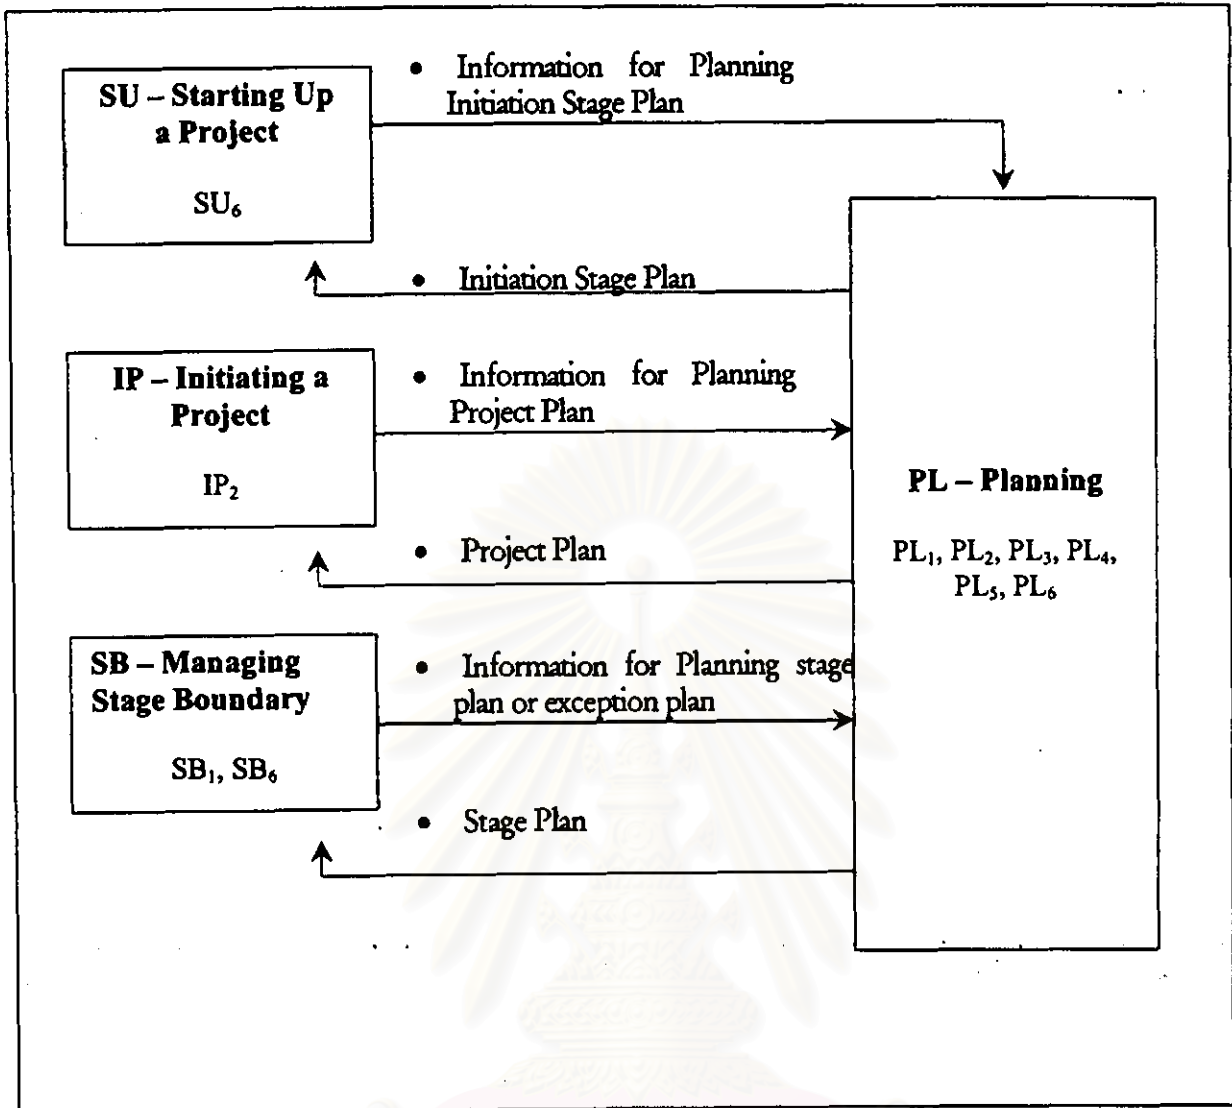 SU – Starting Up
a Project
SU₆
• Information for Planning
Initiation Stage Plan
• Initiation Stage Plan
IP – Initiating a
Project
IP₂
• Information for Planning
Project Plan
• Project Plan
SB – Managing
Stage Boundary
SB₁, SB₆
• Information for Planning stage
plan or exception plan
• Stage Plan
PL – Planning
PL₁, PL₂, PL₃, PL₄,
PL₅, PL₆